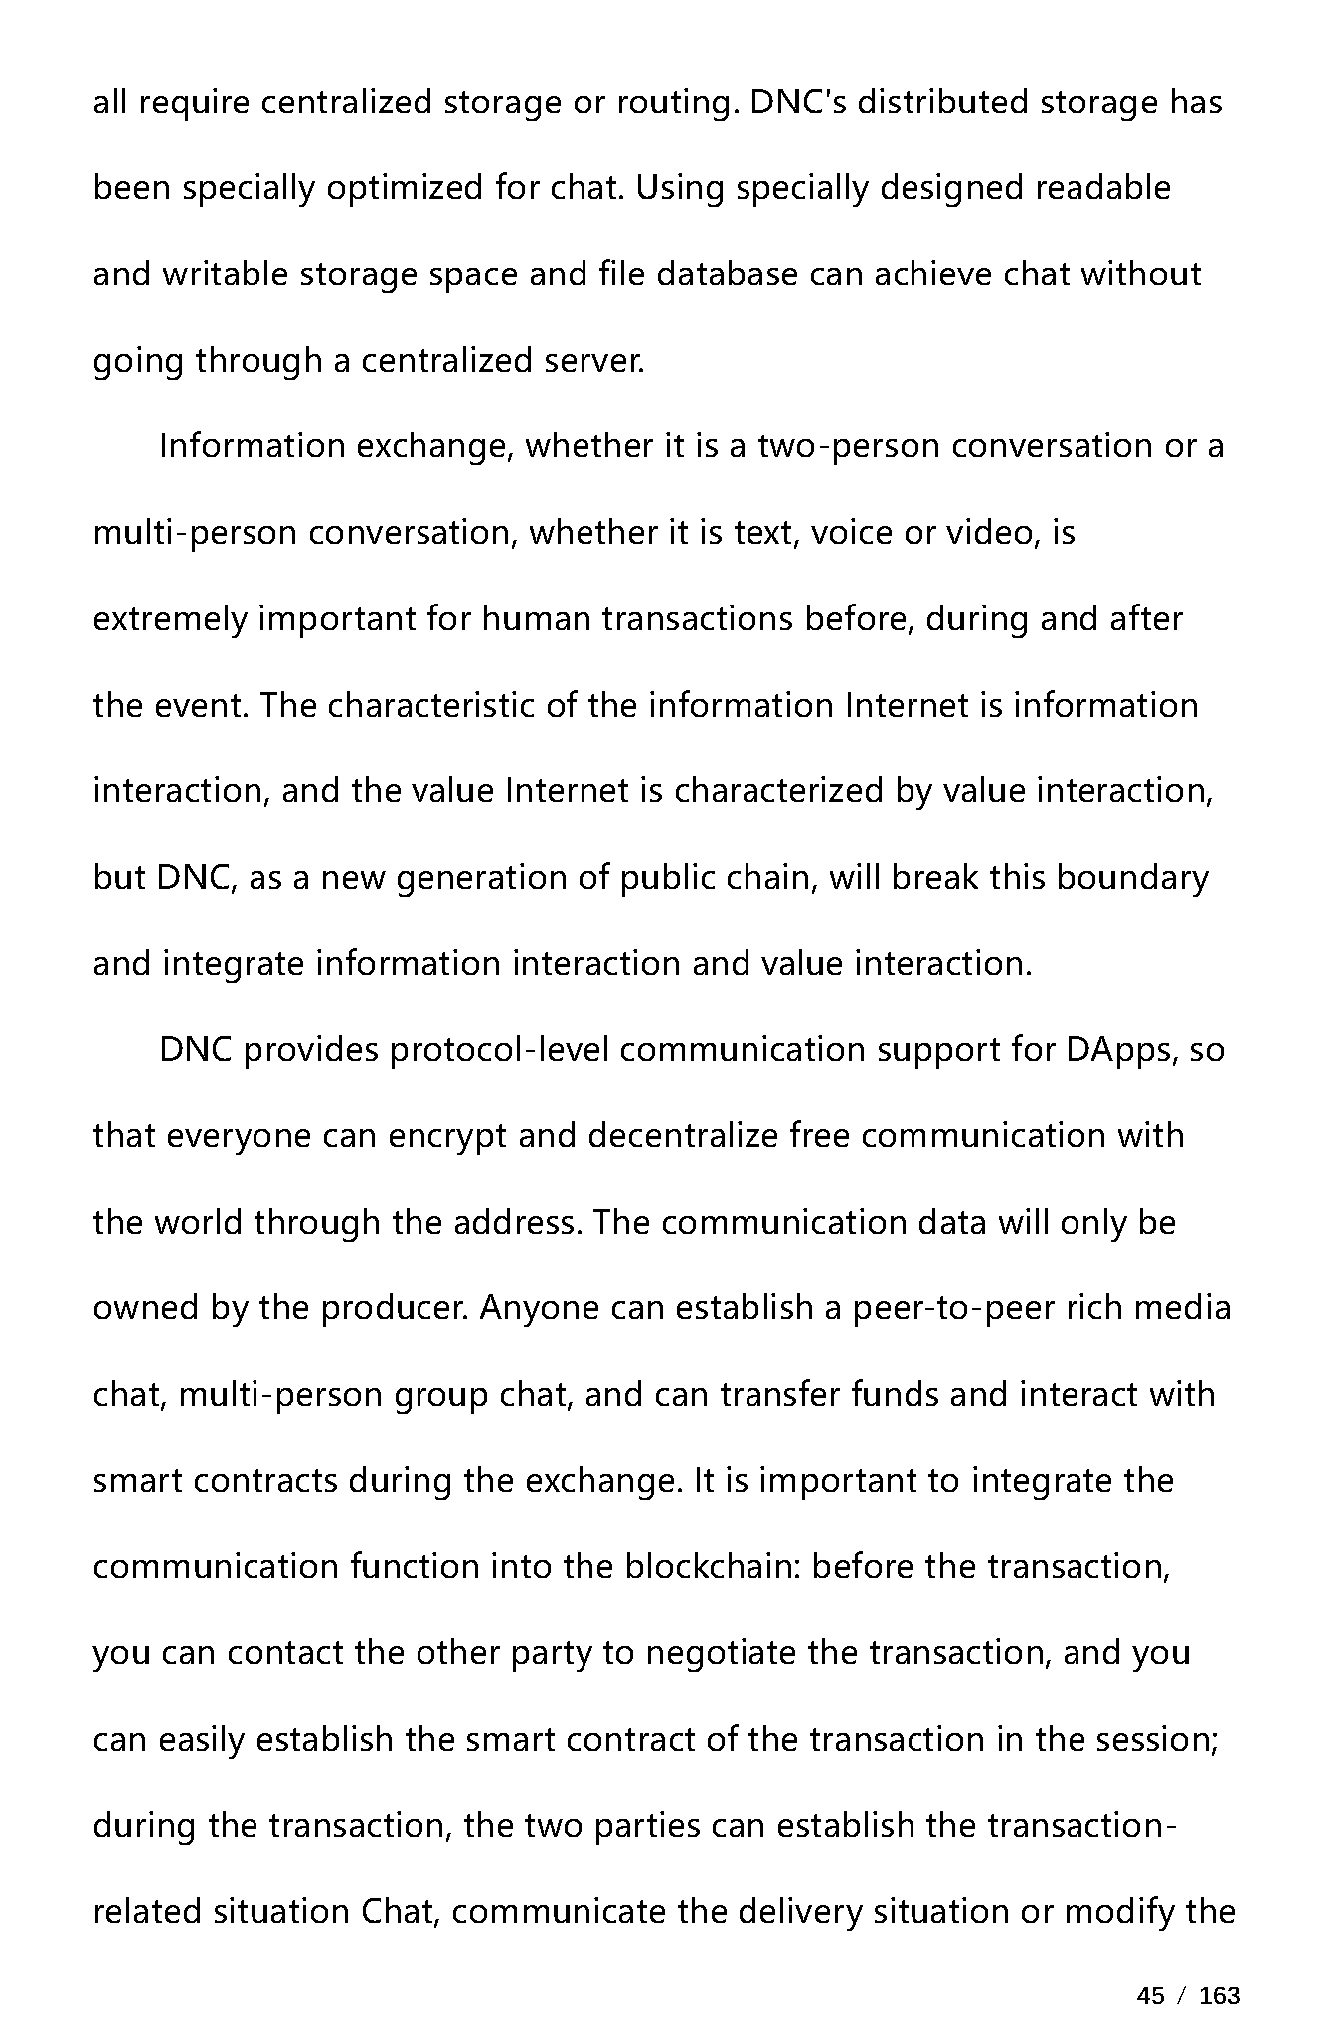 all require centralized storage or routing. DNC's distributed storage has
been specially optimized for chat. Using specially designed readable
and writable storage space and file database can achieve chat without
going through a centralized server.
Information exchange, whether it is a two-person conversation or a
multi-person conversation, whether it is text, voice or video, is
extremely important for human transactions before, during and after
the event. The characteristic of the information Internet is information
interaction, and the value Internet is characterized by value interaction,
but DNC, as a new generation of public chain, will break this boundary
and integrate information interaction and value interaction.
DNC provides protocol-level communication support for DApps, so
that everyone can encrypt and decentralize free communication with
the world through the address. The communication data will only be
owned by the producer. Anyone can establish a peer-to-peer rich media
chat, multi-person group chat, and can transfer funds and interact with
smart contracts during the exchange. It is important to integrate the
communication function into the blockchain: before the transaction,
you can contact the other party to negotiate the transaction, and you
can easily establish the smart contract of the transaction in the session;
during the transaction, the two parties can establish the transaction-
related situation Chat, communicate the delivery situation or modify the
45 / 163